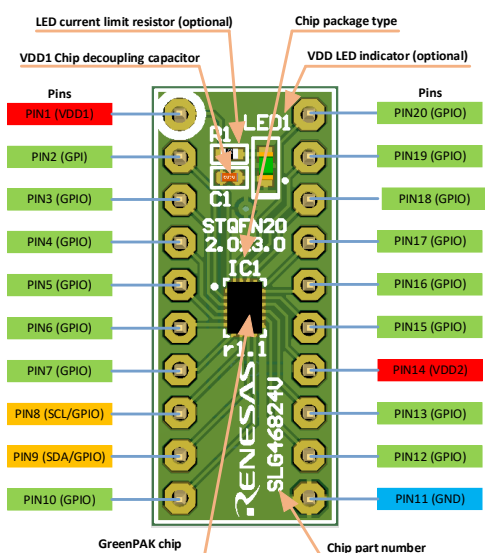 LED current limit resistor (optional)
Chip package type
VDD1 Chip decoupling capacitor
VDD LED indicator (optional)
Pins
Pins
PIN1 (VDD1)
PIN20 (GPIO)
PIN2 (GPI)
PIN19 (GPIO)
PIN3 (GPIO)
PIN18 (GPIO)
PIN4 (GPIO)
PIN17 (GPIO)
PIN5 (GPIO)
PIN16 (GPIO)
PIN6 (GPIO)
PIN15 (GPIO)
PIN7 (GPIO)
PIN14 (VDD2)
PIN8 (SCL/GPIO)
PIN13 (GPIO)
PIN9 (SDA/GPIO)
PIN12 (GPIO)
PIN10 (GPIO)
PIN11 (GND)
LED1
R1
C1
STQFN20
2.0x3.0
IC1
r1.1
RENESAS
SLG46824V
GreenPAK chip
Chip part number